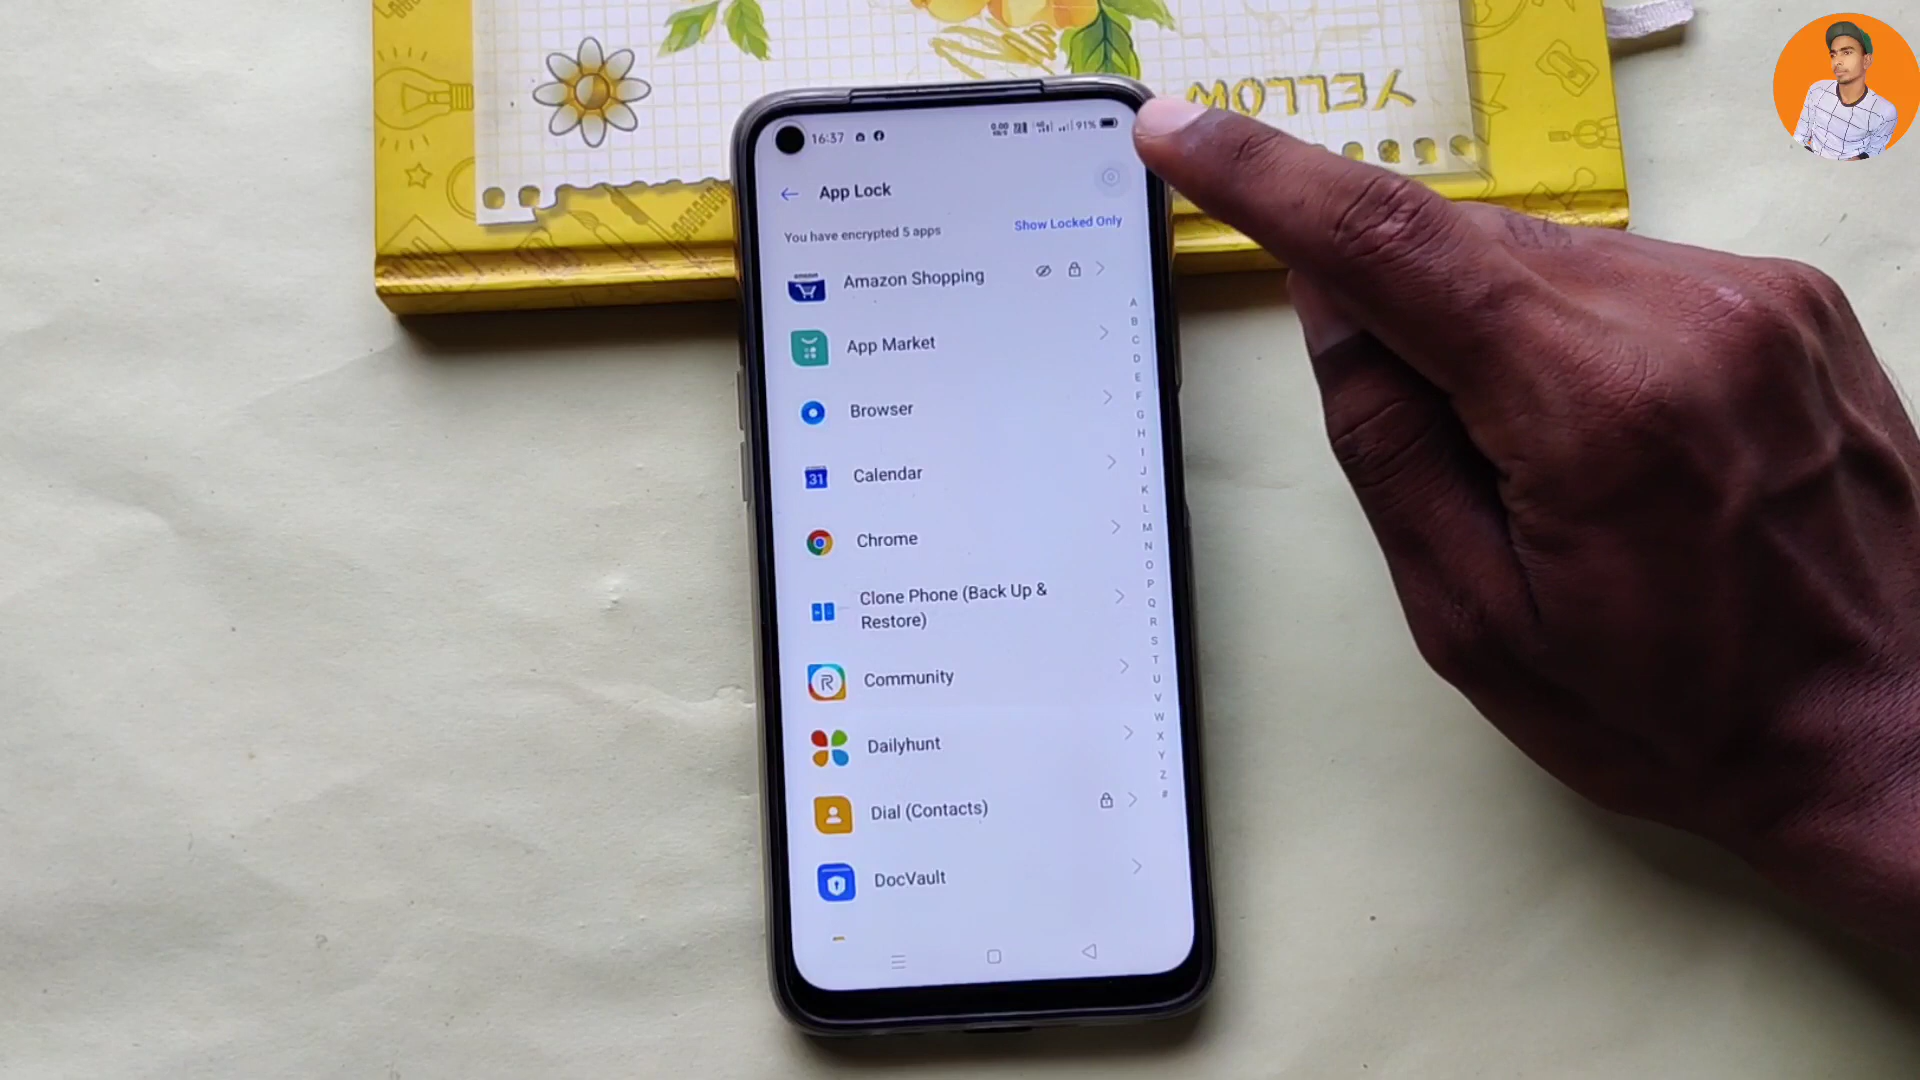 YELLOW
16:37
91%
App Lock
You have encrypted 5 apps
Show Locked Only
Amazon Shopping
App Market
Browser
31
Calendar
Chrome
Clone Phone (Back Up &
Restore)
R
Community
Dailyhunt
Dial (Contacts)
DocVault
A
B
C
D
E
F
G
H
I
J
K
L
M
N
O
P
Q
R
S
T
U
V
W
X
Y
Z
#